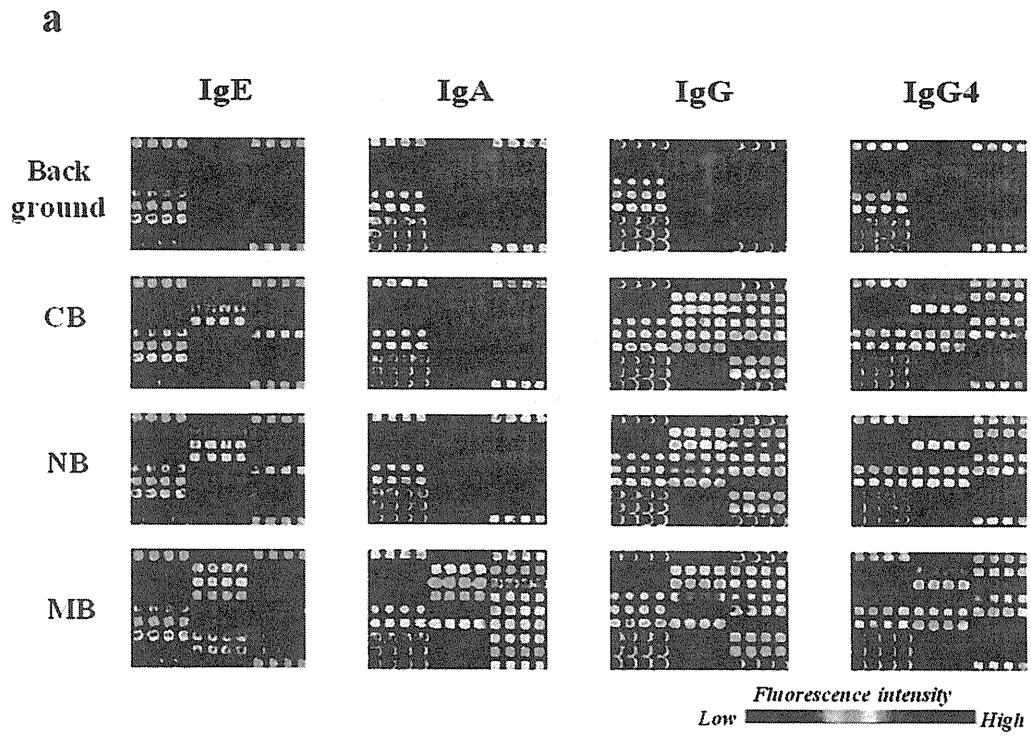 a
IgE IgA IgG IgG4
Back
ground
CB
NB
MB
Fluorescence intensity
Low High